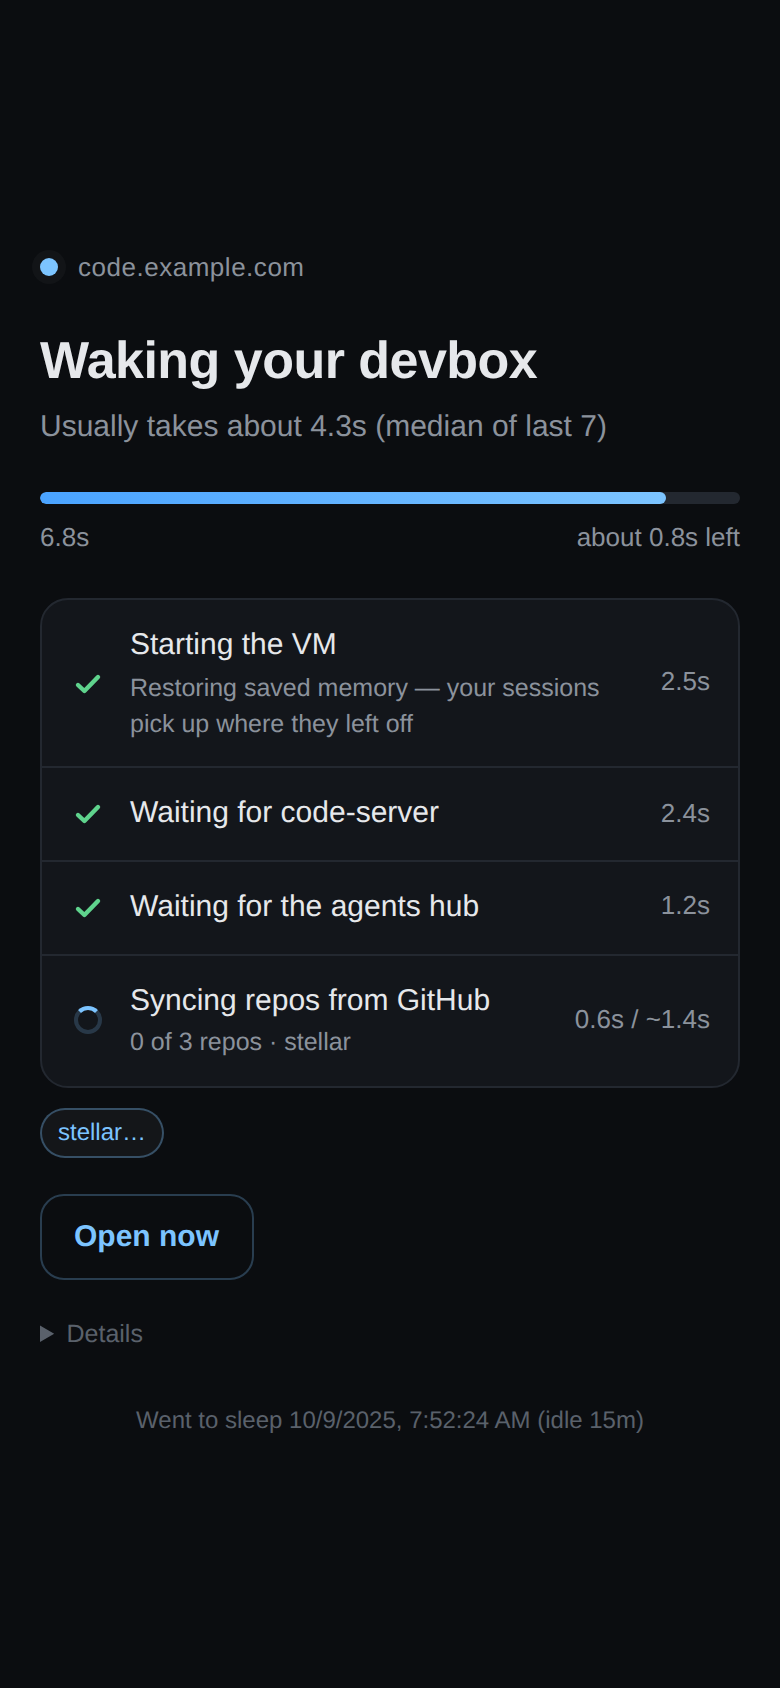 code.example.com
Waking your devbox
Usually takes about 4.3s (median of last 7)
6.8s
about 0.8s left
Starting the VM
Restoring saved memory — your sessions
pick up where they left off
2.5s
Waiting for code-server
2.4s
Waiting for the agents hub
1.2s
Syncing repos from GitHub
0 of 3 repos · stellar
0.6s / ~1.4s
stellar…
Open now
Details
Went to sleep 10/9/2025, 7:52:24 AM (idle 15m)